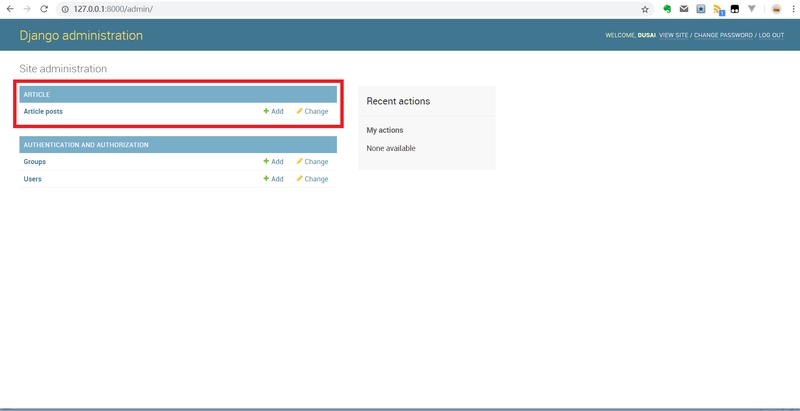 127.0.0.1:8000/admin/
Django administration
WELCOME, DUSAI VIEW SITE / CHANGE PASSWORD / LOG OUT
Site administration
ARTICLE
Article posts Add Change
AUTHENTICATION AND AUTHORIZATION
Groups Add Change
Users Add Change
Recent actions
My actions
None available